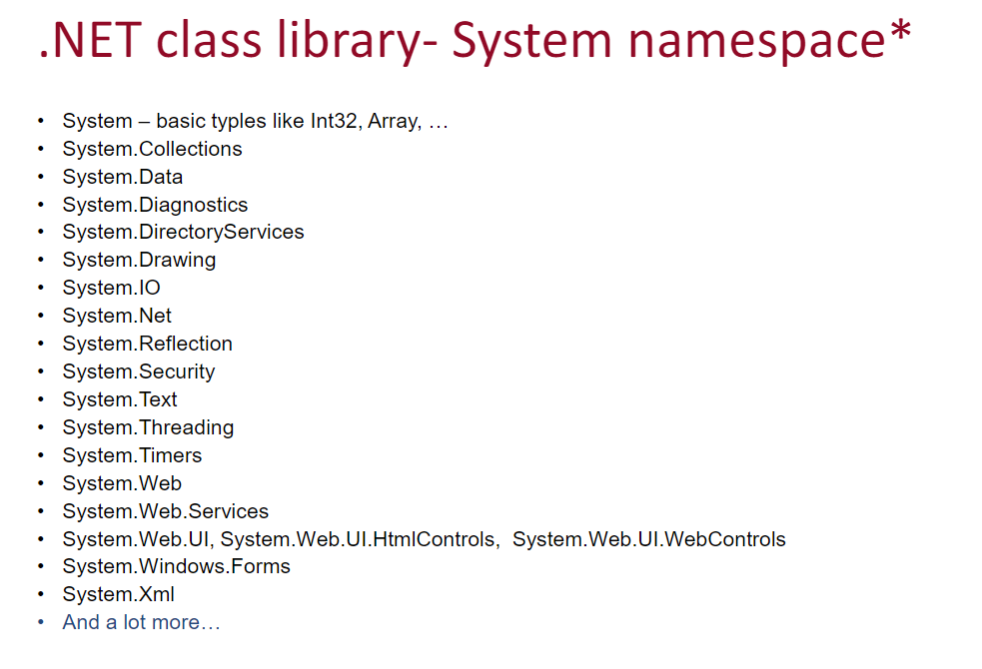 .NET class library- System namespace*
• System – basic typles like Int32, Array, …
• System.Collections
• System.Data
• System.Diagnostics
• System.DirectoryServices
• System.Drawing
• System.IO
• System.Net
• System.Reflection
• System.Security
• System.Text
• System.Threading
• System.Timers
• System.Web
• System.Web.Services
• System.Web.UI, System.Web.UI.HtmlControls, System.Web.UI.WebControls
• System.Windows.Forms
• System.Xml
• And a lot more…